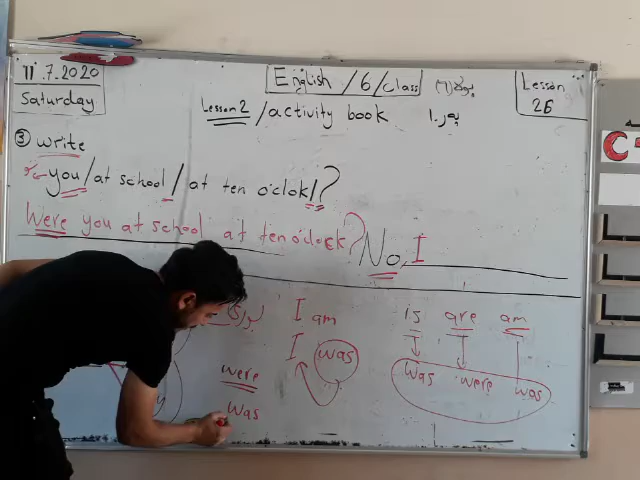 11.7.2020
Saturday
English/6/class
Lesson 26
Lesson 2/activity book
③ write
you/at school/at ten o'clok/?
Were you at school at ten o'clock?
No, I
I am
I was
were
was
is are am
was were was